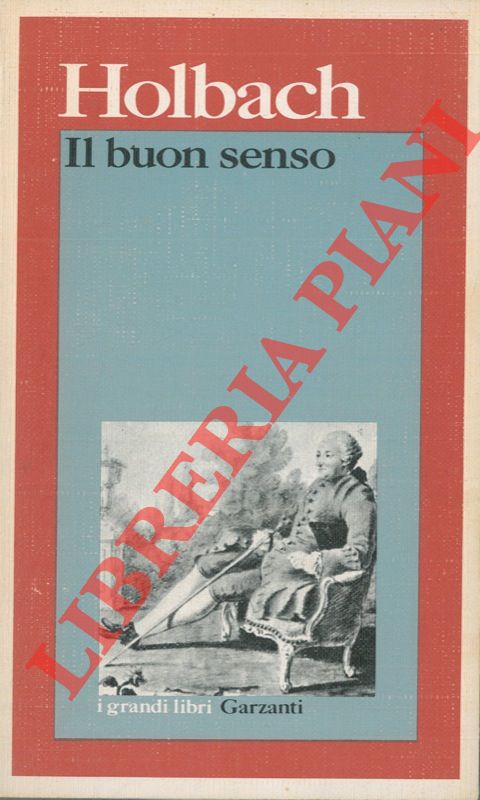 Holbach
Il buon senso
LIBRERIA PIANI
i grandi libri Garzanti